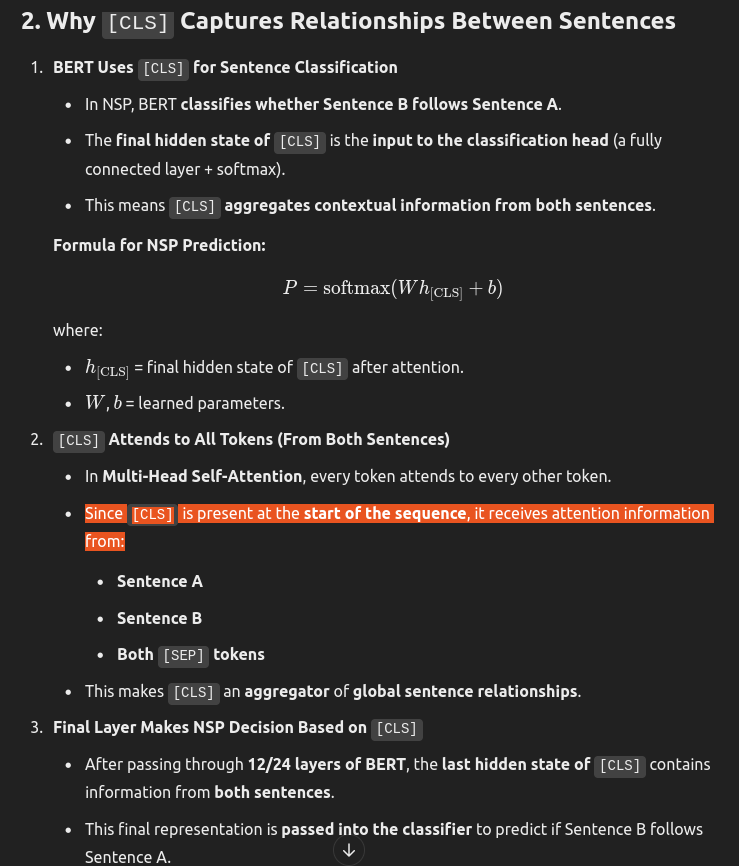 2. Why [CLS] Captures Relationships Between Sentences
1. BERT Uses [CLS] for Sentence Classification
• In NSP, BERT classifies whether Sentence B follows Sentence A.
• The final hidden state of [CLS] is the input to the classification head (a fully
connected layer + softmax).
• This means [CLS] aggregates contextual information from both sentences.
Formula for NSP Prediction:
P = softmax(Wh[CLS] + b)
where:
• h[CLS] = final hidden state of [CLS] after attention.
• W, b = learned parameters.
2. [CLS] Attends to All Tokens (From Both Sentences)
• In Multi-Head Self-Attention, every token attends to every other token.
• Since [CLS] is present at the start of the sequence, it receives attention information
from:
• Sentence A
• Sentence B
• Both [SEP] tokens
• This makes [CLS] an aggregator of global sentence relationships.
3. Final Layer Makes NSP Decision Based on [CLS]
• After passing through 12/24 layers of BERT, the last hidden state of [CLS] contains
information from both sentences.
• This final representation is passed into the classifier to predict if Sentence B follows
Sentence A.